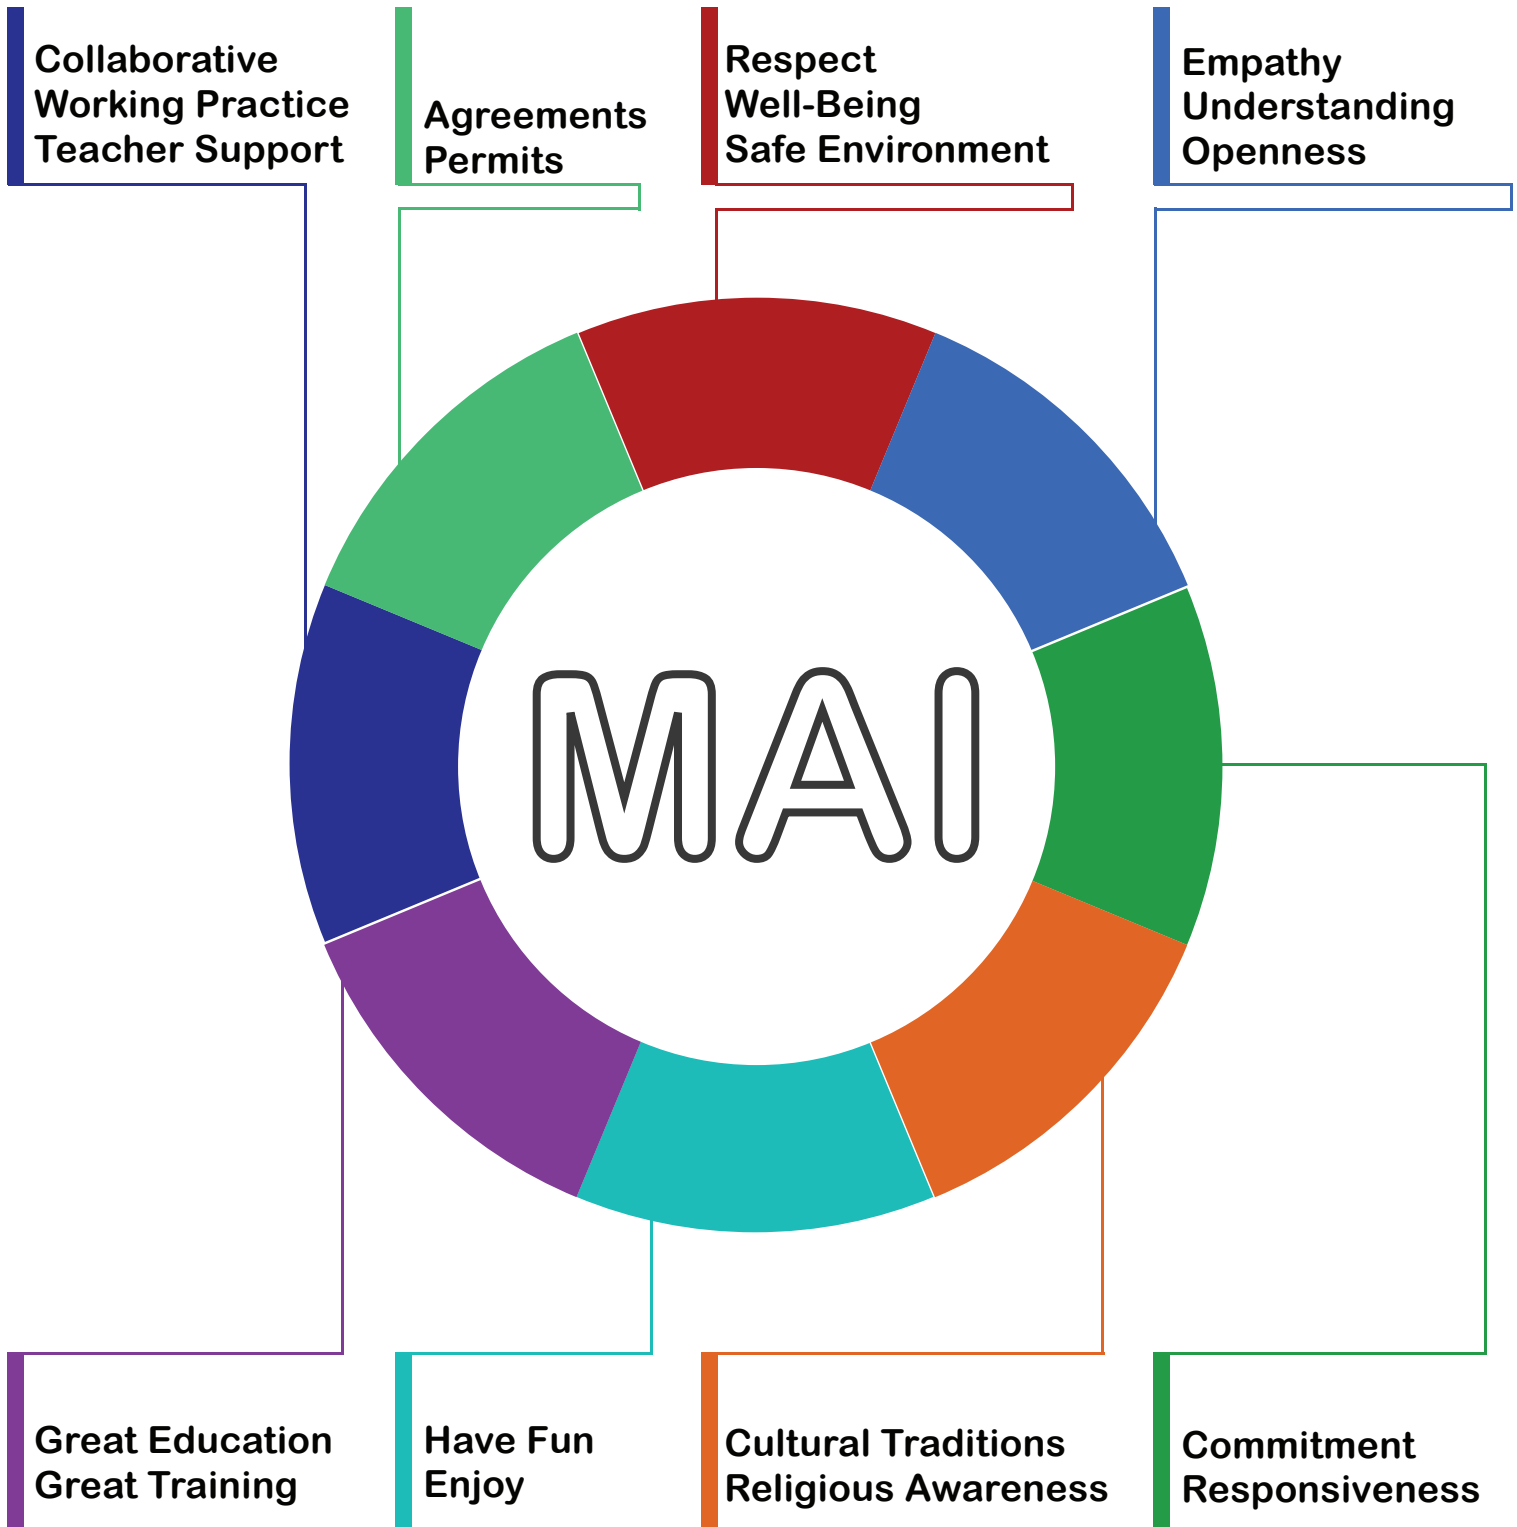 Collaborative
Working Practice
Teacher Support
Agreements
Permits
Respect
Well-Being
Safe Environment
Empathy
Understanding
Openness
MAI
Great Education
Great Training
Have Fun
Enjoy
Cultural Traditions
Religious Awareness
Commitment
Responsiveness